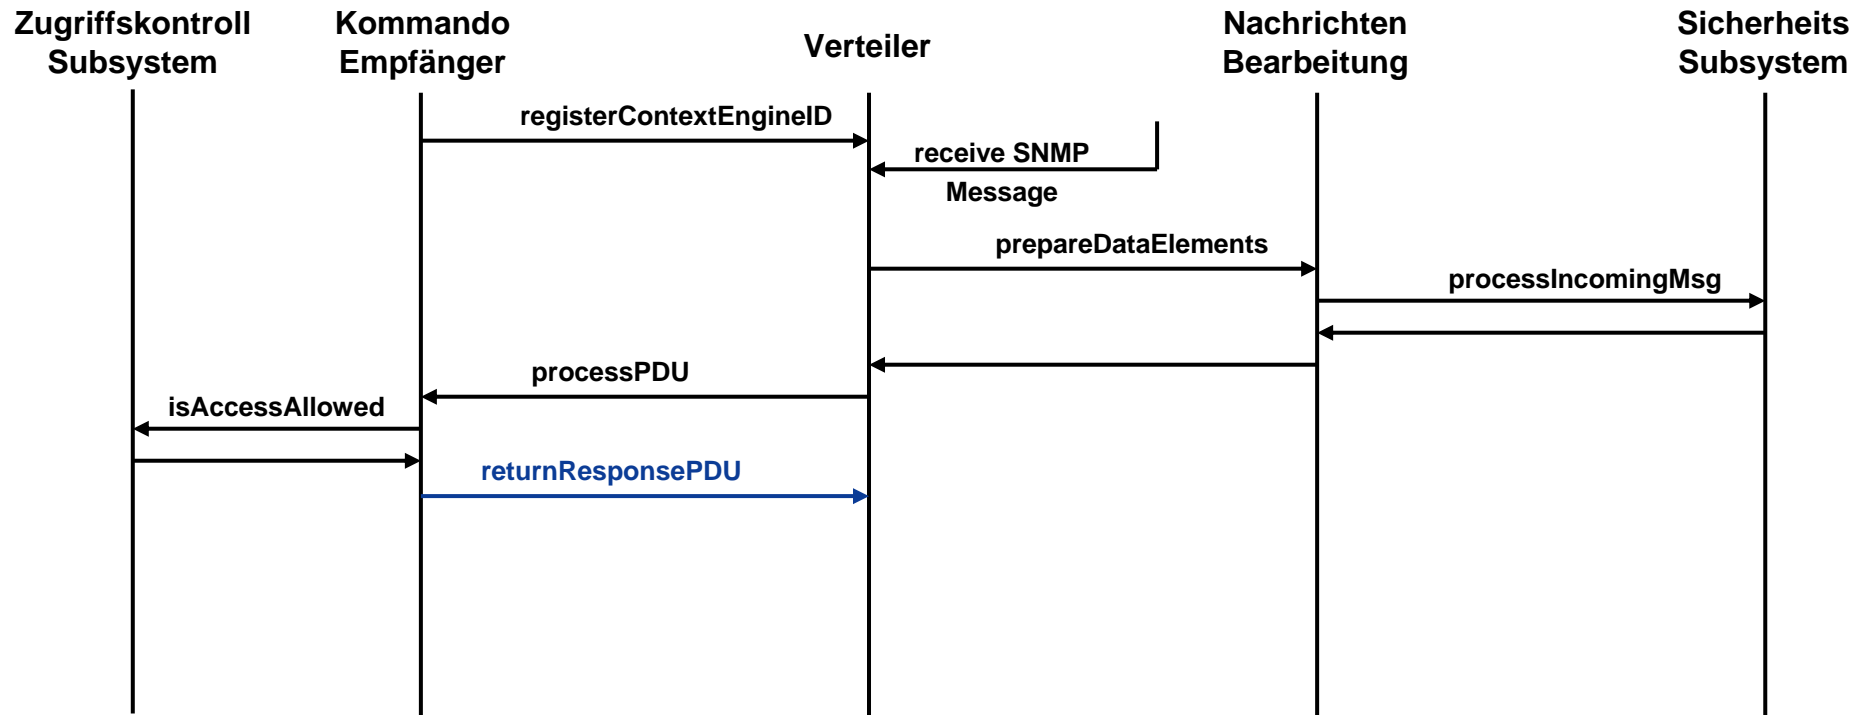 Zugriffskontroll
Subsystem
Kommando
Empfänger
Verteiler
Nachrichten
Bearbeitung
Sicherheits
Subsystem
registerContextEngineID
receive SNMP
Message
prepareDataElements
processIncomingMsg
processPDU
isAccessAllowed
returnResponsePDU